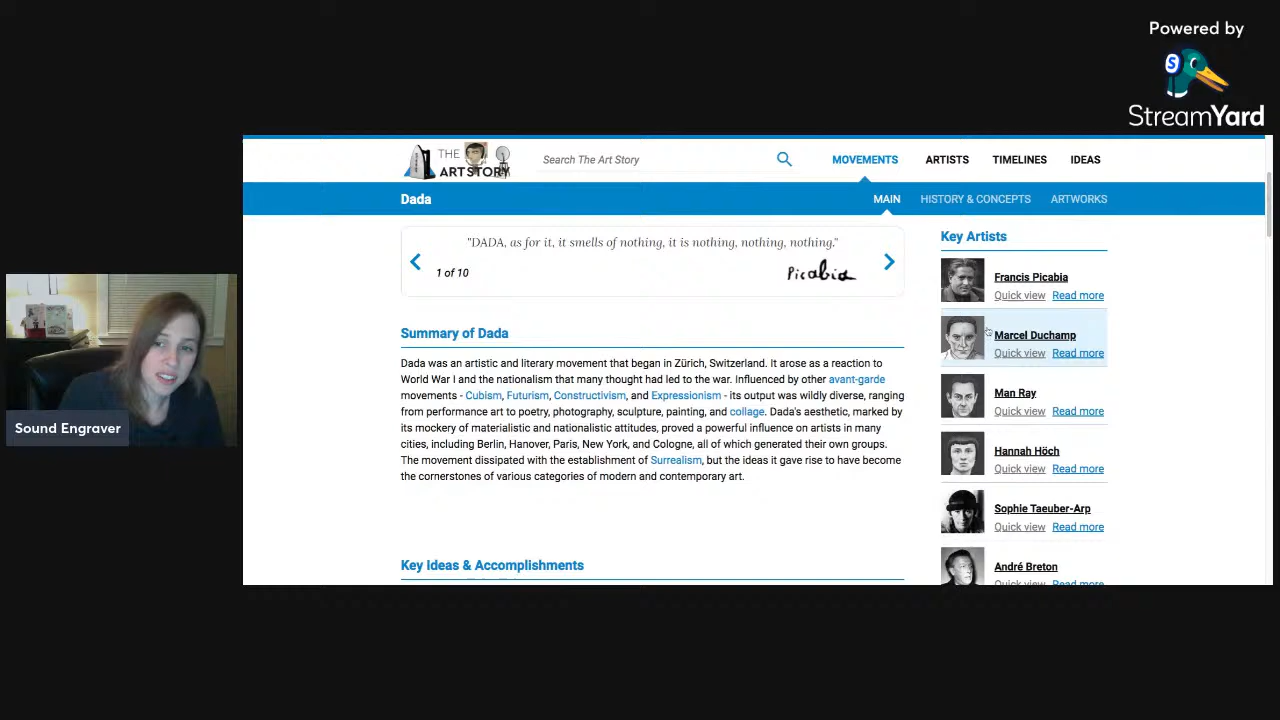 Powered by
StreamYard
THE
ARTSTORY
Search The Art Story
MOVEMENTS
ARTISTS
TIMELINES
IDEAS
Dada
MAIN
HISTORY & CONCEPTS
ARTWORKS
"DADA, as for it, it smells of nothing, it is nothing, nothing, nothing."
1 of 10
Picabia
Summary of Dada
Dada was an artistic and literary movement that began in Zürich, Switzerland. It arose as a reaction to
World War I and the nationalism that many thought had led to the war. Influenced by other avant-garde
movements - Cubism, Futurism, Constructivism, and Expressionism - its output was wildly diverse, ranging
from performance art to poetry, photography, sculpture, painting, and collage. Dada's aesthetic, marked by
its mockery of materialistic and nationalistic attitudes, proved a powerful influence on artists in many
cities, including Berlin, Hanover, Paris, New York, and Cologne, all of which generated their own groups.
The movement dissipated with the establishment of Surrealism, but the ideas it gave rise to have become
the cornerstones of various categories of modern and contemporary art.
Key Ideas & Accomplishments
Key Artists
Francis Picabia
Quick view Read more
Marcel Duchamp
Quick view Read more
Man Ray
Quick view Read more
Hannah Höch
Quick view Read more
Sophie Taeuber-Arp
Quick view Read more
André Breton
Quick view Read more
Sound Engraver